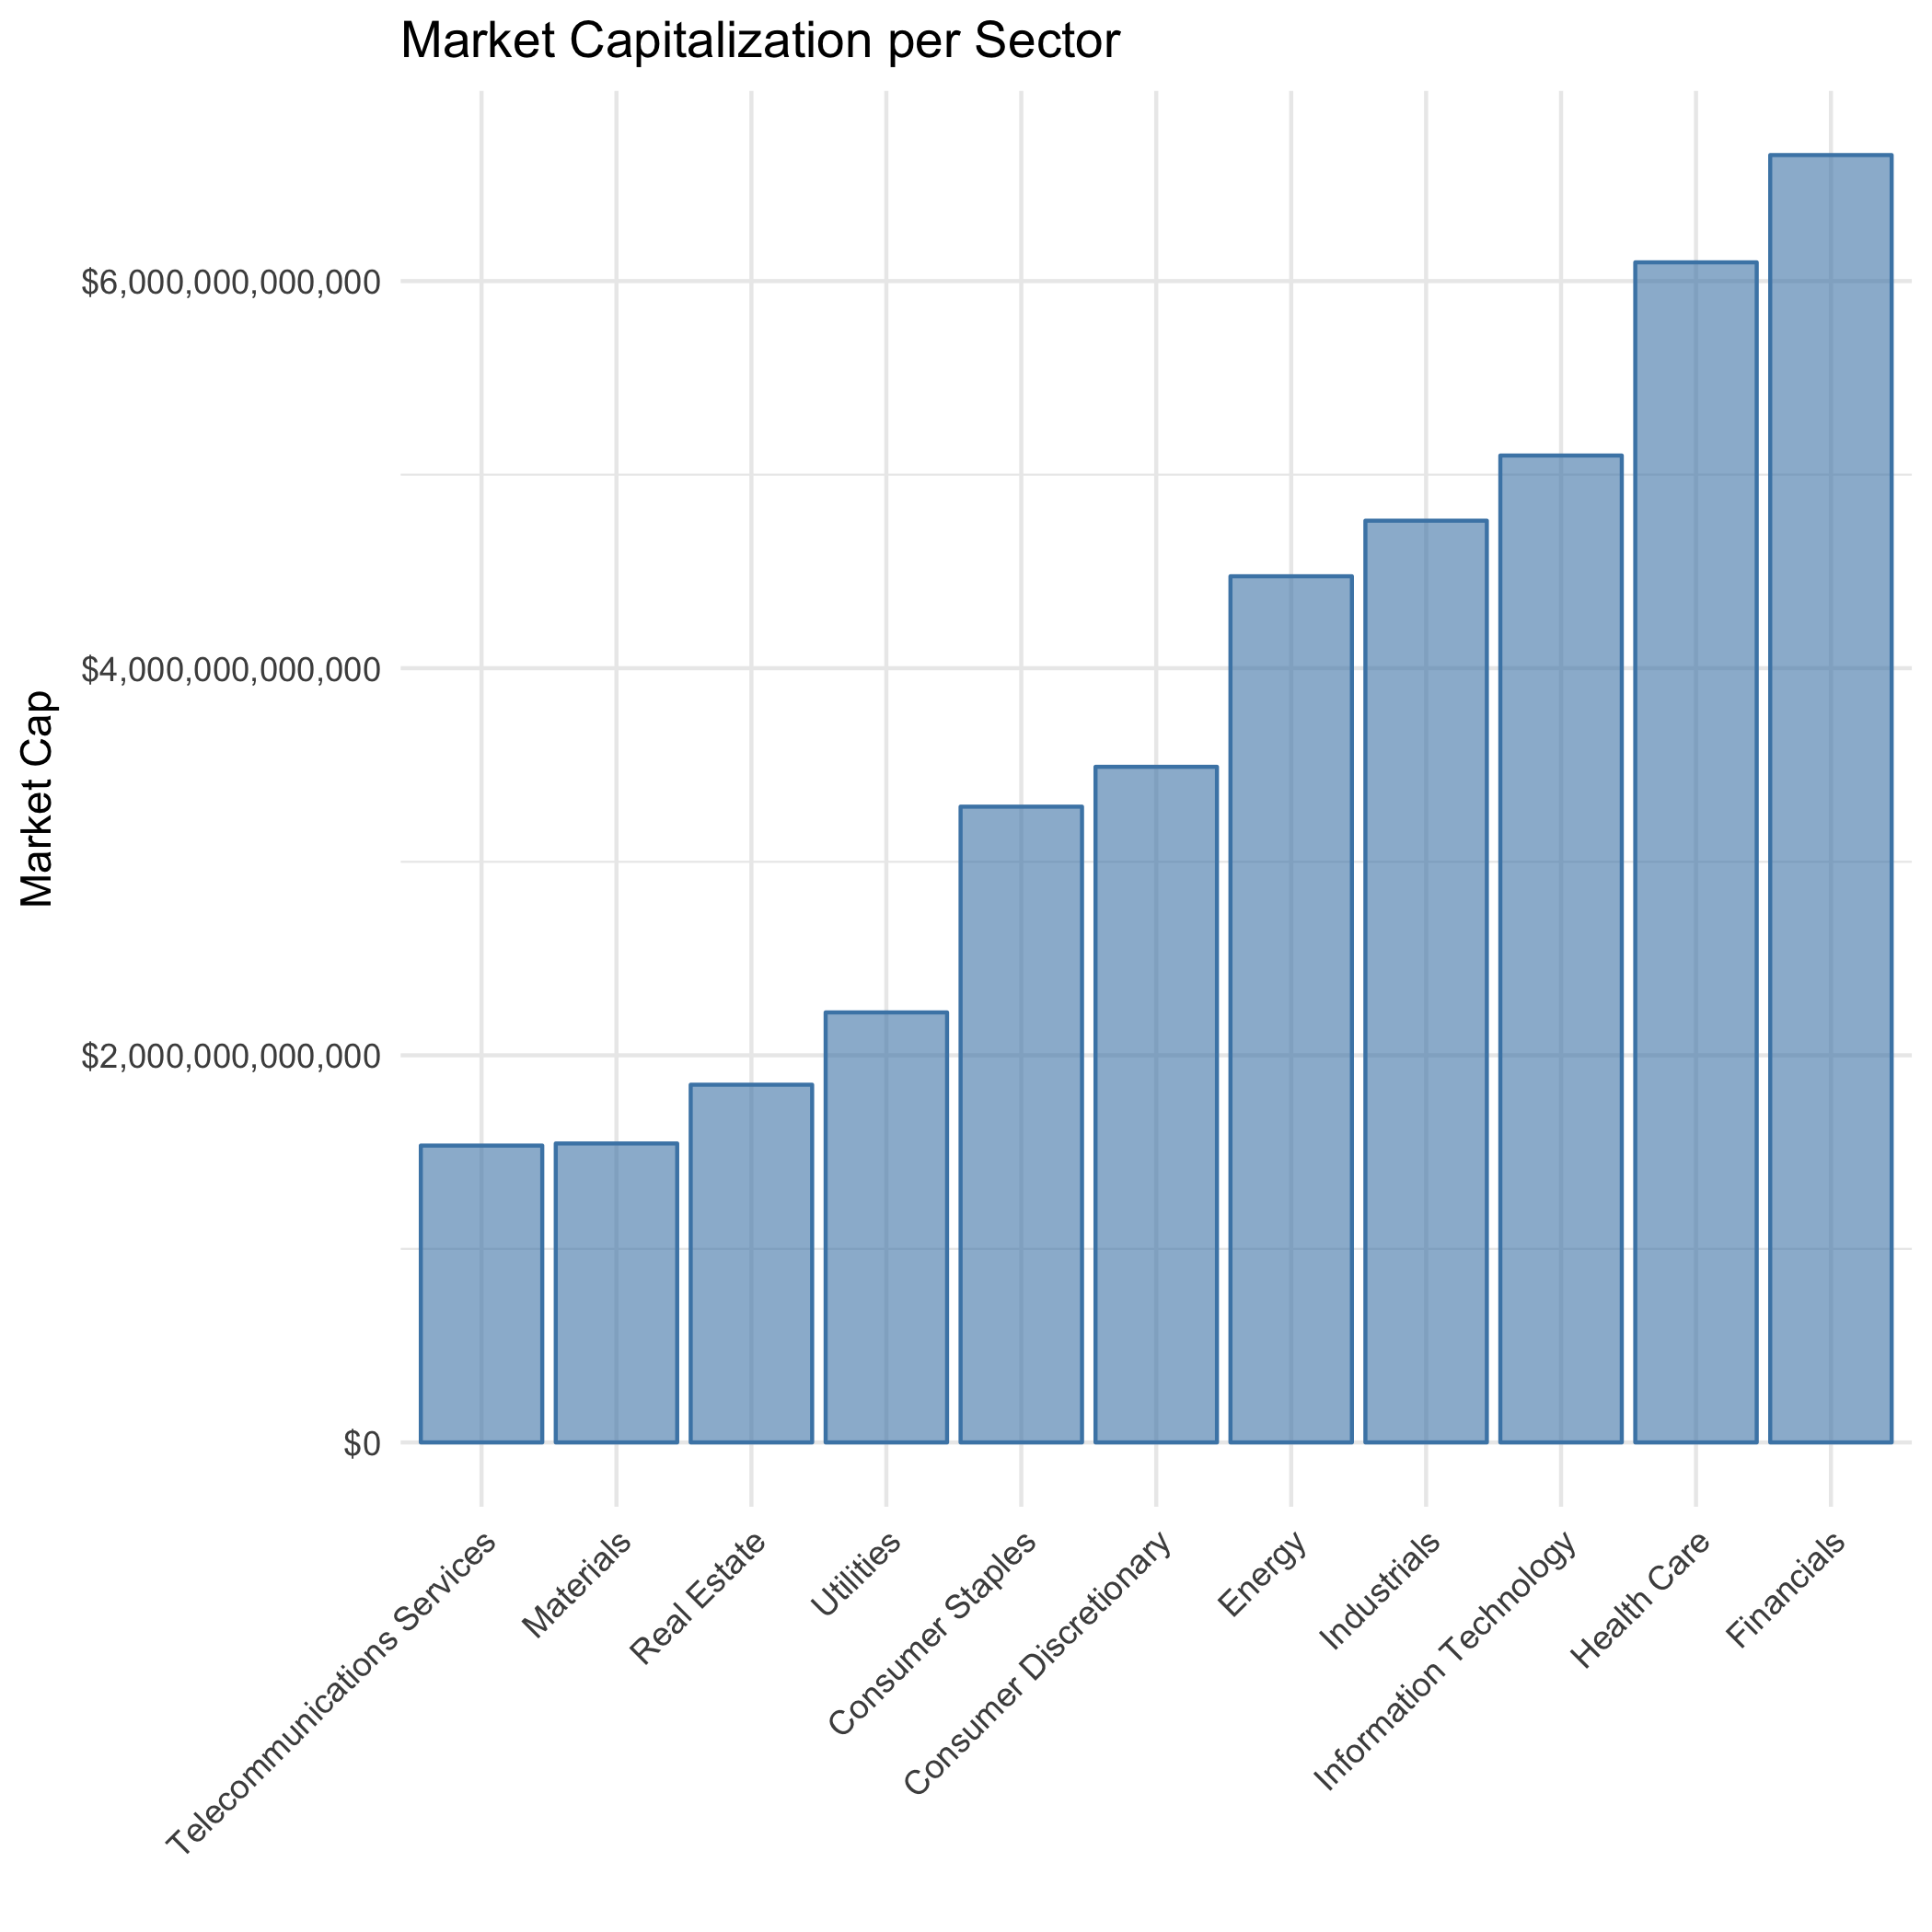 Market Capitalization per Sector
Market Cap
$6,000,000,000,000
$4,000,000,000,000
$2,000,000,000,000
$0
Telecommunications Services
Materials
Real Estate
Utilities
Consumer Staples
Consumer Discretionary
Energy
Industrials
Information Technology
Health Care
Financials